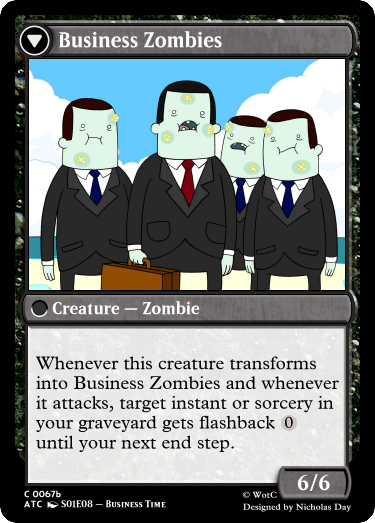 Business Zombies
Creature — Zombie
Whenever this creature transforms
into Business Zombies and whenever
it attacks, target instant or sorcery in
your graveyard gets flashback 0
until your next end step.
6/6
C 0067b
ATC S01E08 — Business Time
© WotC
Designed by Nicholas Day